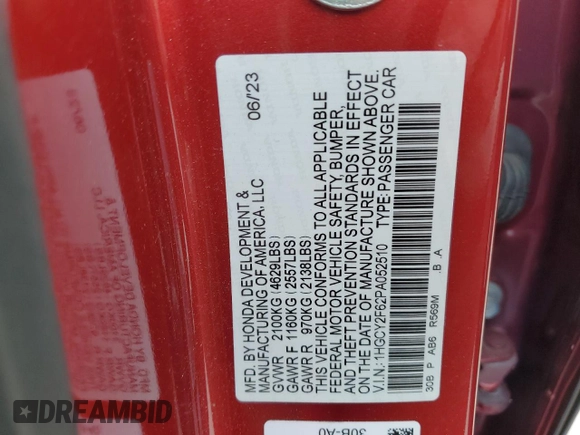 MFD. BY HONDA DEVELOPMENT & 06/'23
MANUFACTURING OF AMERICA, LLC
GVWR 2100KG (4629LBS)
GAWR F 1160KG (2557LBS)
GAWR R 970KG (2138LBS)
THIS VEHICLE CONFORMS TO ALL APPLICABLE
FEDERAL MOTOR VEHICLE SAFETY, BUMPER,
AND THEFT PREVENTION STANDARDS IN EFFECT
ON THE DATE OF MANUFACTURE SHOWN ABOVE.
V.I.N.: 1HGCY2F62PA052510 TYPE: PASSENGER CAR
30B P AB6 R569M .B .A
30B-A0
DREAMBID